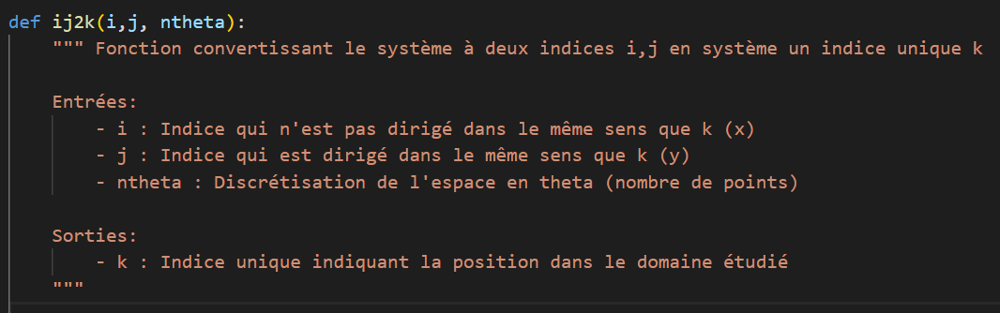 def ij2k(i,j, ntheta):
""" Fonction convertissant le système à deux indices i,j en système un indice unique k
Entrées:
- i : Indice qui n'est pas dirigé dans le même sens que k (x)
- j : Indice qui est dirigé dans le même sens que k (y)
- ntheta : Discrétisation de l'espace en theta (nombre de points)
Sorties:
- k : Indice unique indiquant la position dans le domaine étudié
"""